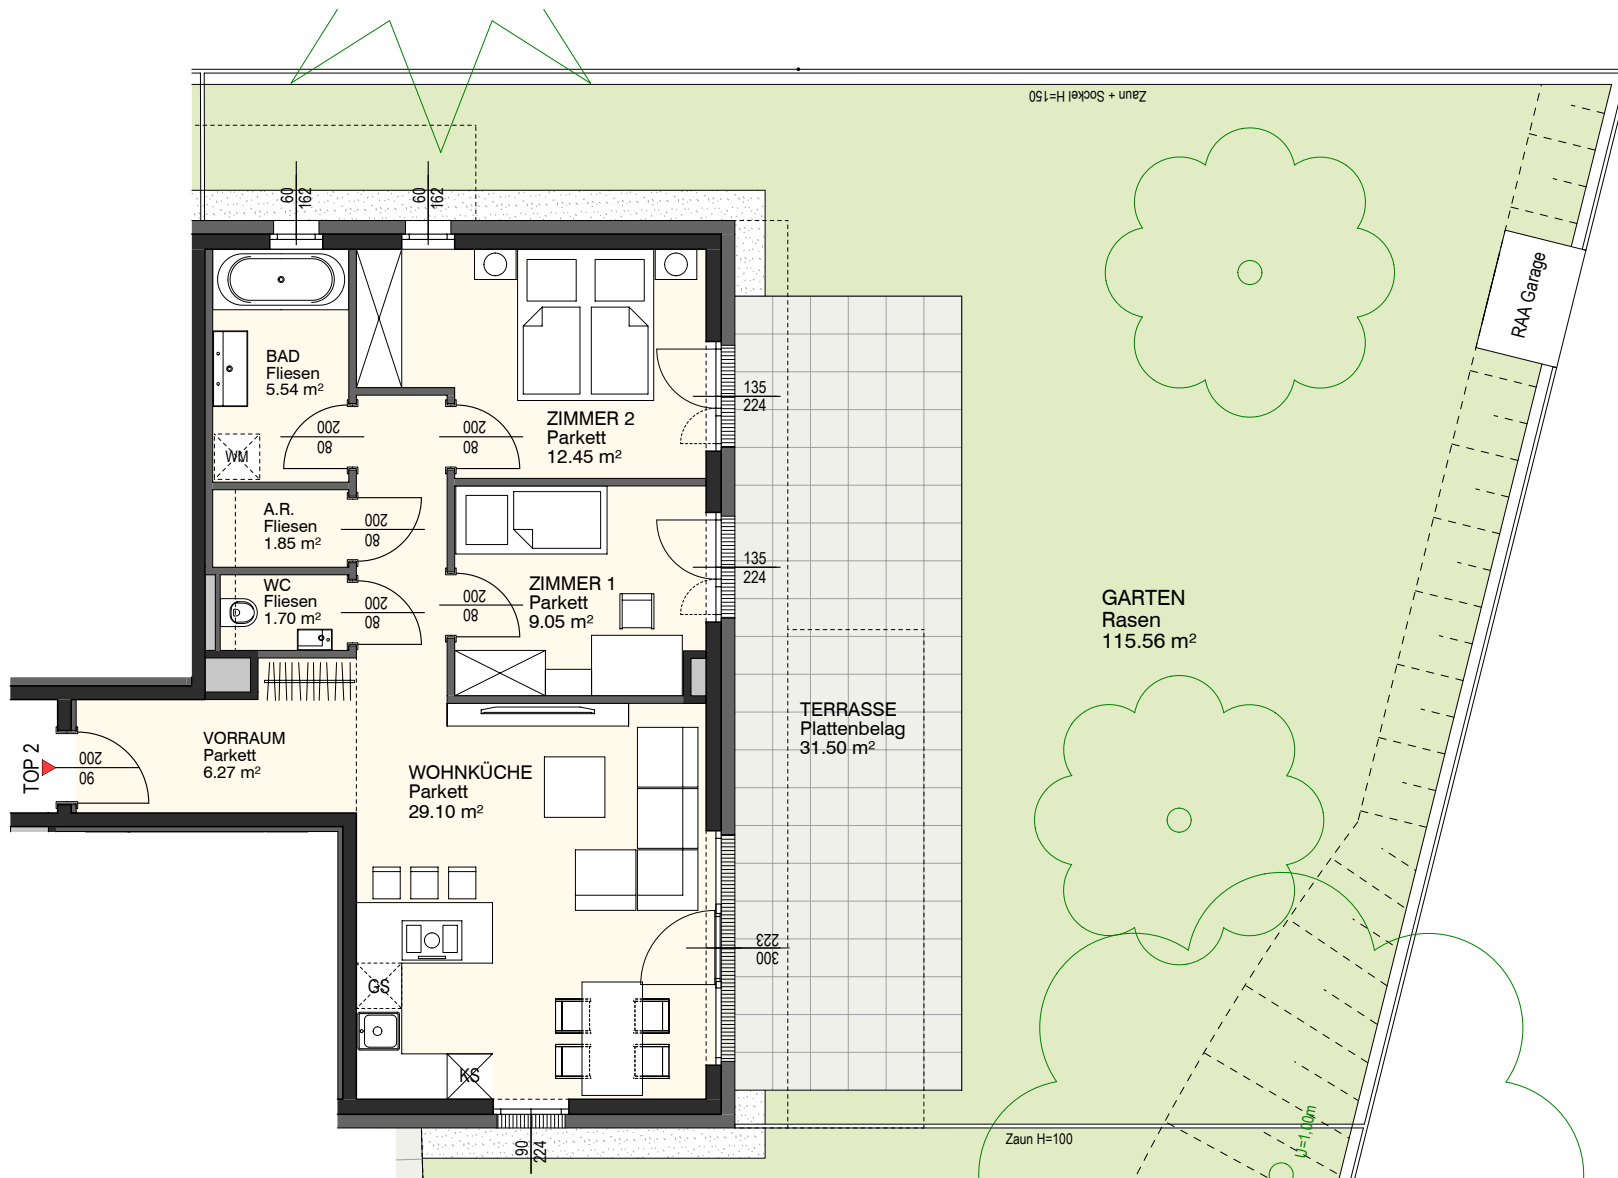 Zaun + Sockel H=150
60
162
60
162
RAA Garage
BAD
Fliesen
5.54 m²
135
224
ZIMMER 2
Parkett
12.45 m²
200
80
200
80
WM
A.R.
Fliesen
1.85 m²
200
80
135
224
WC
Fliesen
1.70 m²
200
80
200
80
ZIMMER 1
Parkett
9.05 m²
GARTEN
Rasen
115.56 m²
TERRASSE
Plattenbelag
31.50 m²
TOP 2
200
90
VORRAUM
Parkett
6.27 m²
WOHNKÜCHE
Parkett
29.10 m²
223
300
GS
KS
90
224
Zaun H=100
U=1,00m